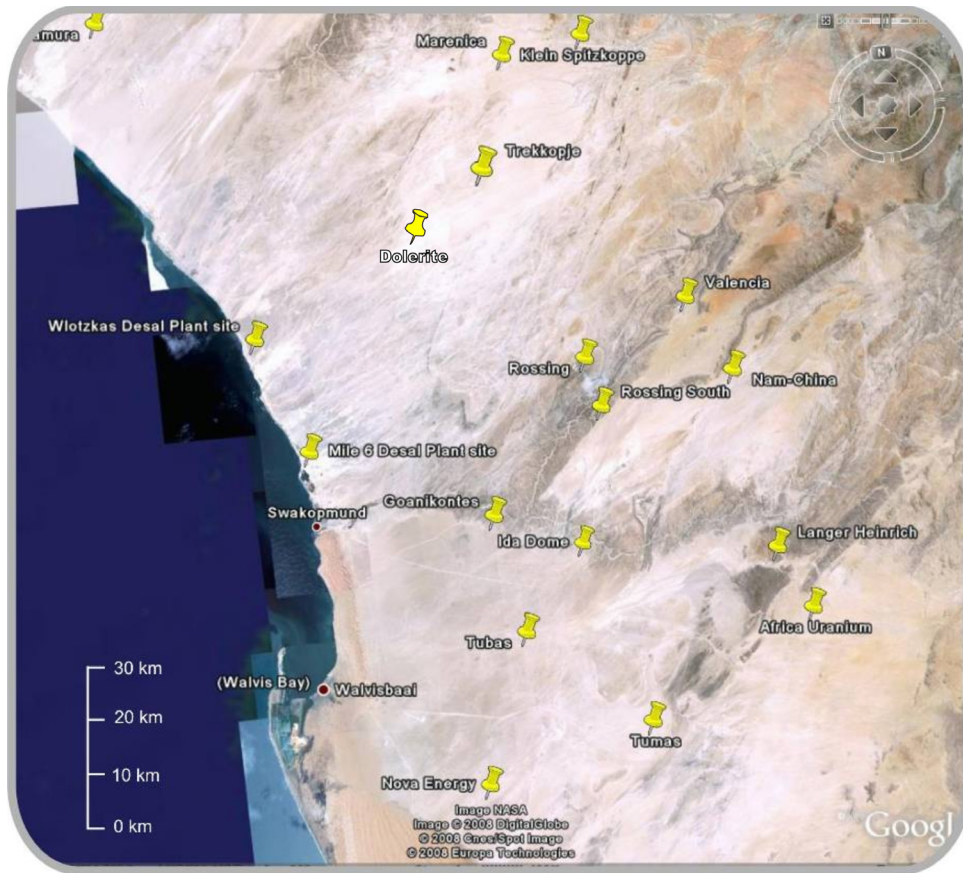 amura
Marenica
Klein Spitzkoppe
N
Trekkopje
Dolerite
Valencia
Wlotzkas Desal Plant site
Rossing
Nam-China
Rossing South
Mile 6 Desal Plant site
Goanikontes
Swakopmund
Ida Dome
Langer Heinrich
Africa Uranium
Tubas
30 km
(Walvis Bay)
Walvisbaai
20 km
Tumas
10 km
Nova Energy
0 km
Image NASA
Image © 2008 DigitalGlobe
© 2008 Cnes/Spot Image
© 2008 Europa Technologies
Googl